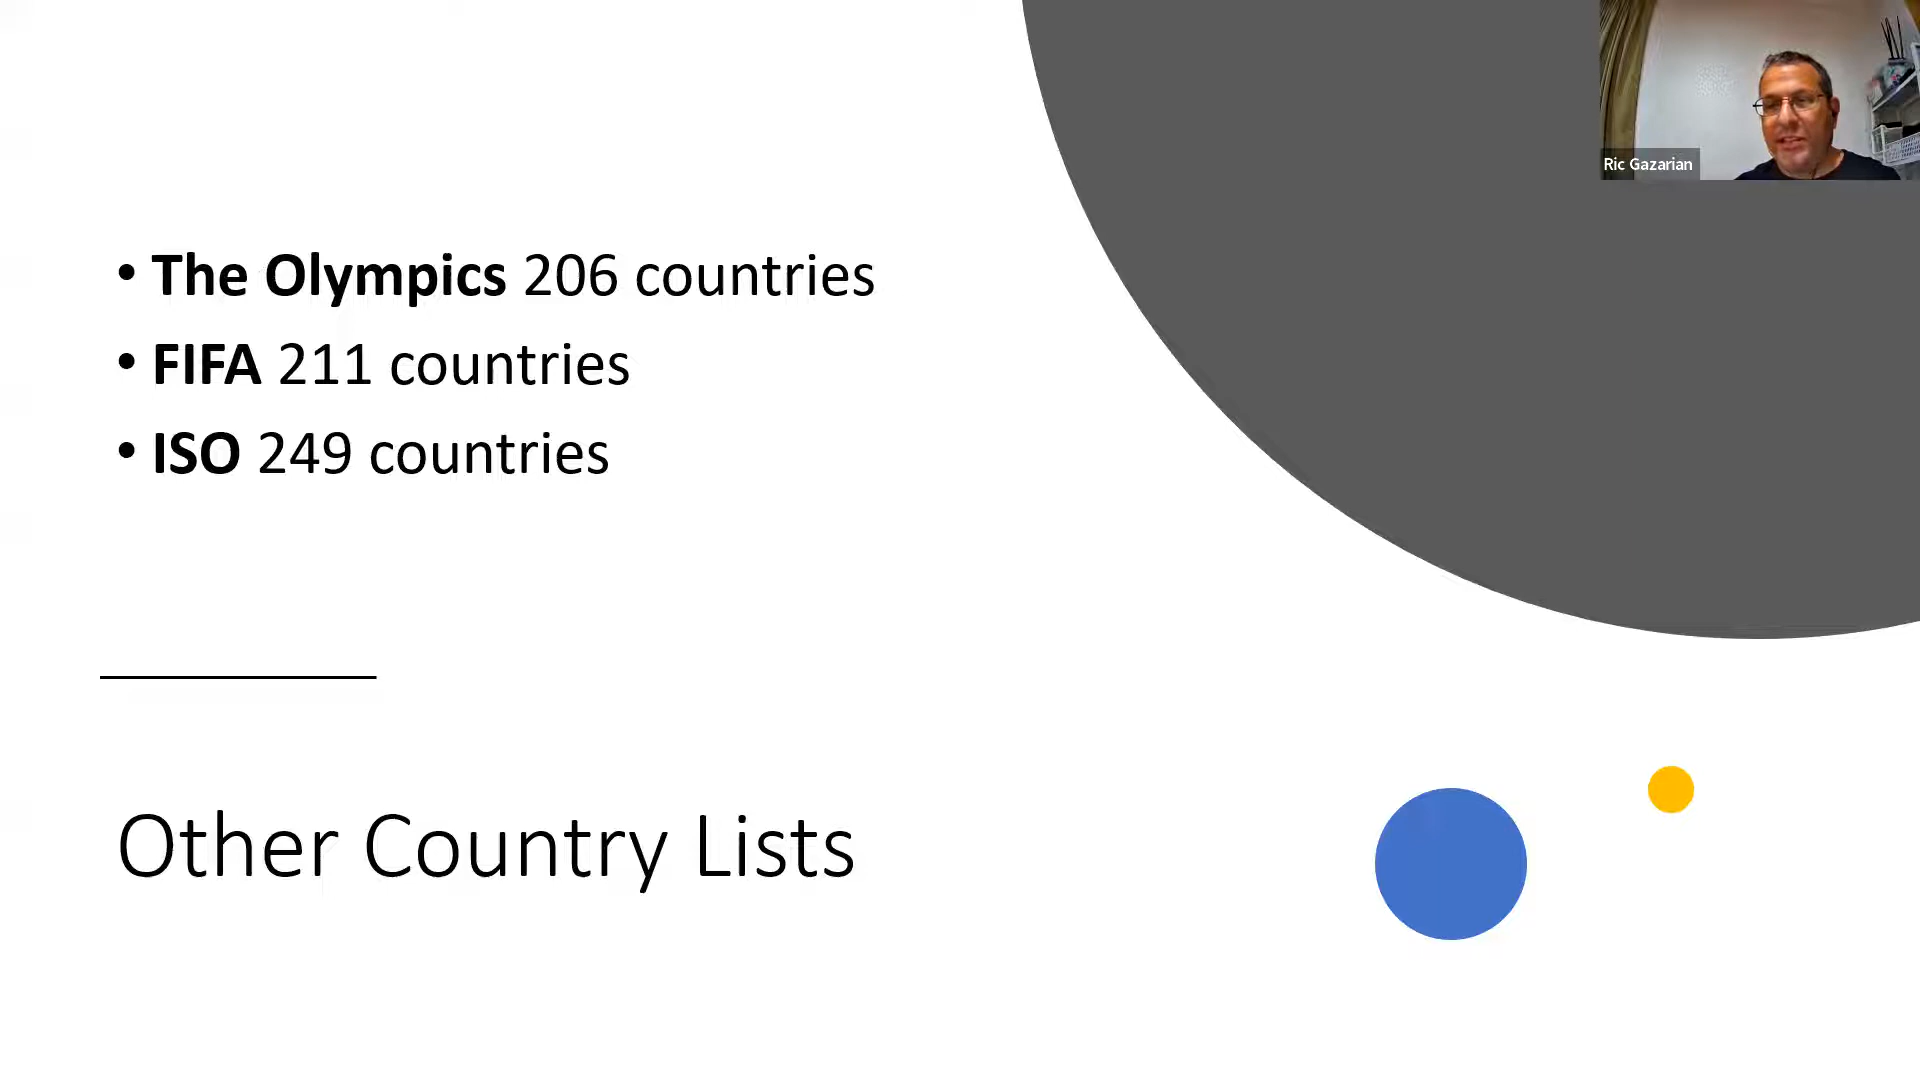 Ric Gazarian
• The Olympics 206 countries
• FIFA 211 countries
• ISO 249 countries
Other Country Lists